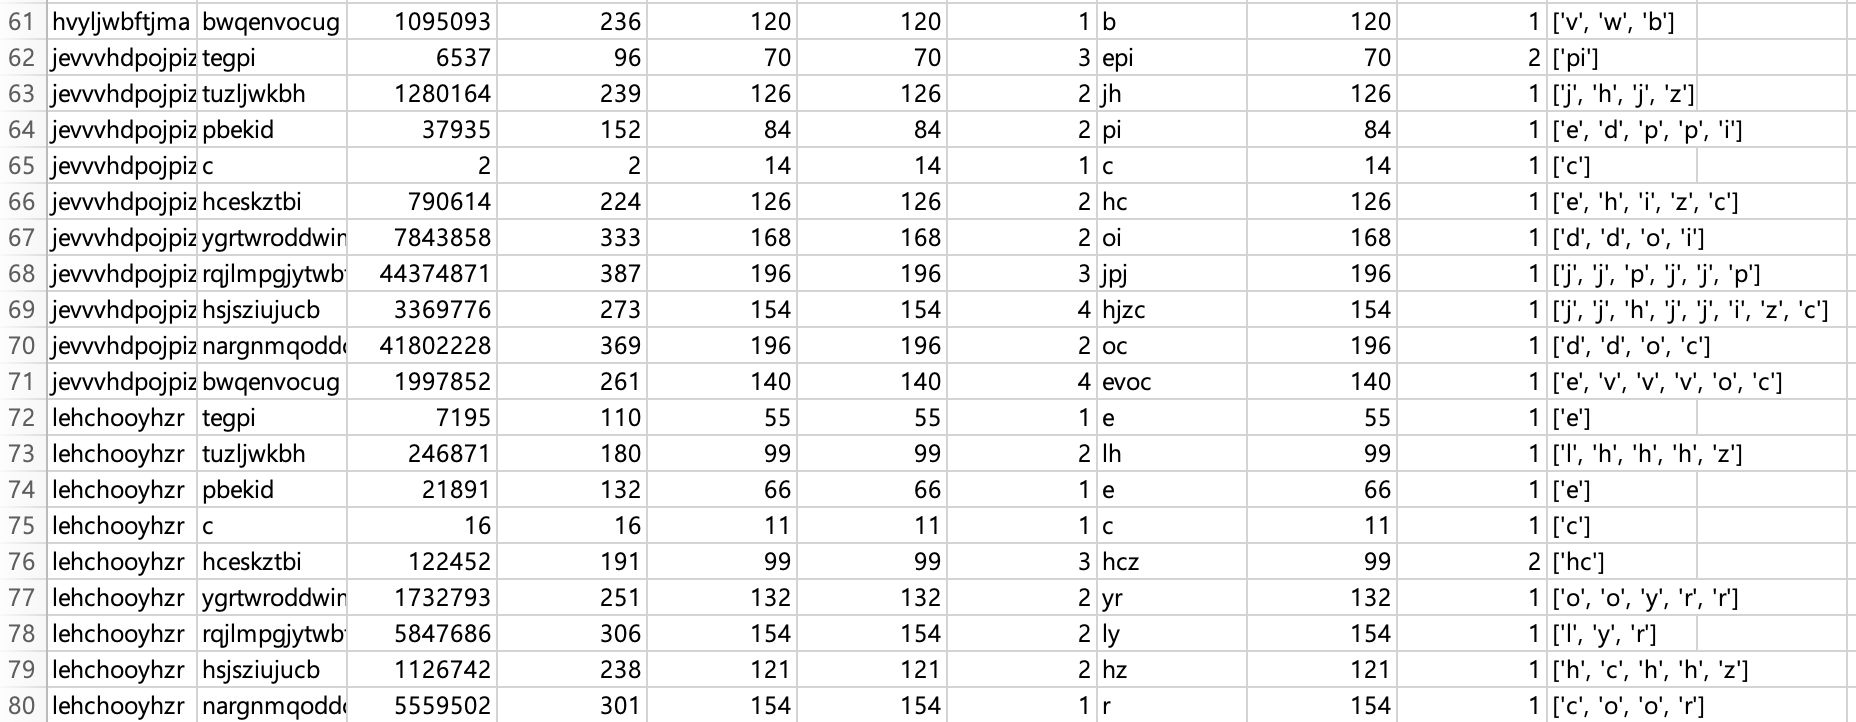 61 hvyljwbftjma bwqenvocug 1095093 236 120 120 1 b 120 1 ['v', 'w', 'b']
62 jevvvhdpojpiz tegpi 6537 96 70 70 3 epi 70 2 ['pi']
63 jevvvhdpojpiz tuzljwkbh 1280164 239 126 126 2 jh 126 1 ['j', 'h', 'j', 'z']
64 jevvvhdpojpiz pbekid 37935 152 84 84 2 pi 84 1 ['e', 'd', 'p', 'p', 'i']
65 jevvvhdpojpiz c 2 2 14 14 1 c 14 1 ['c']
66 jevvvhdpojpiz hceskztbi 790614 224 126 126 2 hc 126 1 ['e', 'h', 'i', 'z', 'c']
67 jevvvhdpojpiz ygrtwroddwin 7843858 333 168 168 2 oi 168 1 ['d', 'd', 'o', 'i']
68 jevvvhdpojpiz rqjlmpgjytwb 44374871 387 196 196 3 jpj 196 1 ['j', 'j', 'p', 'j', 'j', 'p']
69 jevvvhdpojpiz hsjsziujucb 3369776 273 154 154 4 hjzc 154 1 ['j', 'j', 'h', 'j', 'j', 'i', 'z', 'c']
70 jevvvhdpojpiz nargnmqodd 41802228 369 196 196 2 oc 196 1 ['d', 'd', 'o', 'c']
71 jevvvhdpojpiz bwqenvocug 1997852 261 140 140 4 evoc 140 1 ['e', 'v', 'v', 'v', 'o', 'c']
72 lehchooyhzr tegpi 7195 110 55 55 1 e 55 1 ['e']
73 lehchooyhzr tuzljwkbh 246871 180 99 99 2 lh 99 1 ['l', 'h', 'h', 'h', 'z']
74 lehchooyhzr pbekid 21891 132 66 66 1 e 66 1 ['e']
75 lehchooyhzr c 16 16 11 11 1 c 11 1 ['c']
76 lehchooyhzr hceskztbi 122452 191 99 99 3 hcz 99 2 ['hc']
77 lehchooyhzr ygrtwroddwin 1732793 251 132 132 2 yr 132 1 ['o', 'o', 'y', 'r', 'r']
78 lehchooyhzr rqjlmpgjytwb 5847686 306 154 154 2 ly 154 1 ['l', 'y', 'r']
79 lehchooyhzr hsjsziujucb 1126742 238 121 121 2 hz 121 1 ['h', 'c', 'h', 'h', 'z']
80 lehchooyhzr nargnmqodd 5559502 301 154 154 1 r 154 1 ['c', 'o', 'o', 'r']